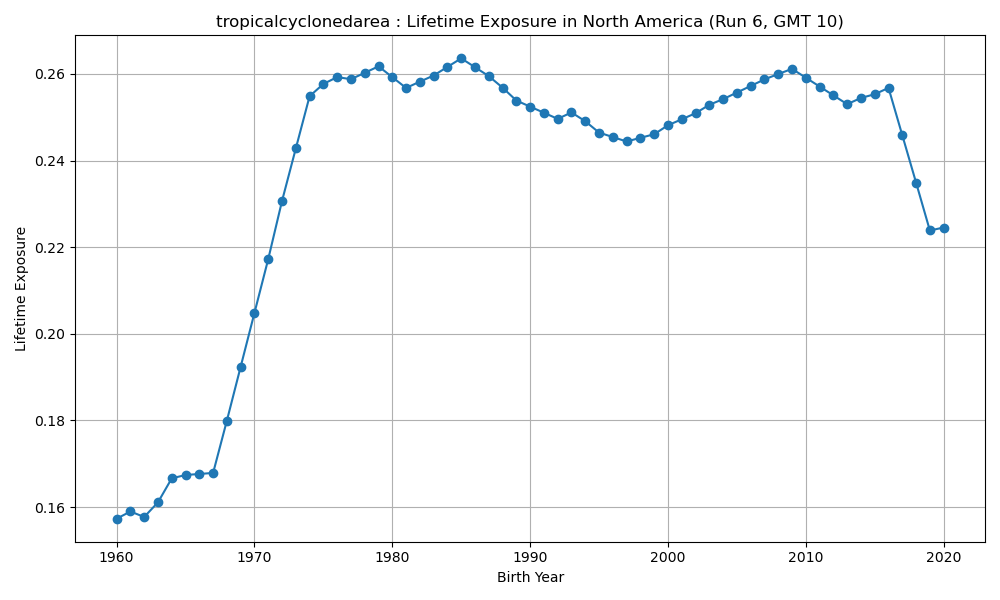 tropicalcyclonedarea : Lifetime Exposure in North America (Run 6, GMT 10)
Lifetime Exposure
0.26
0.24
0.22
0.20
0.18
0.16
1960 1970 1980 1990 2000 2010 2020
Birth Year